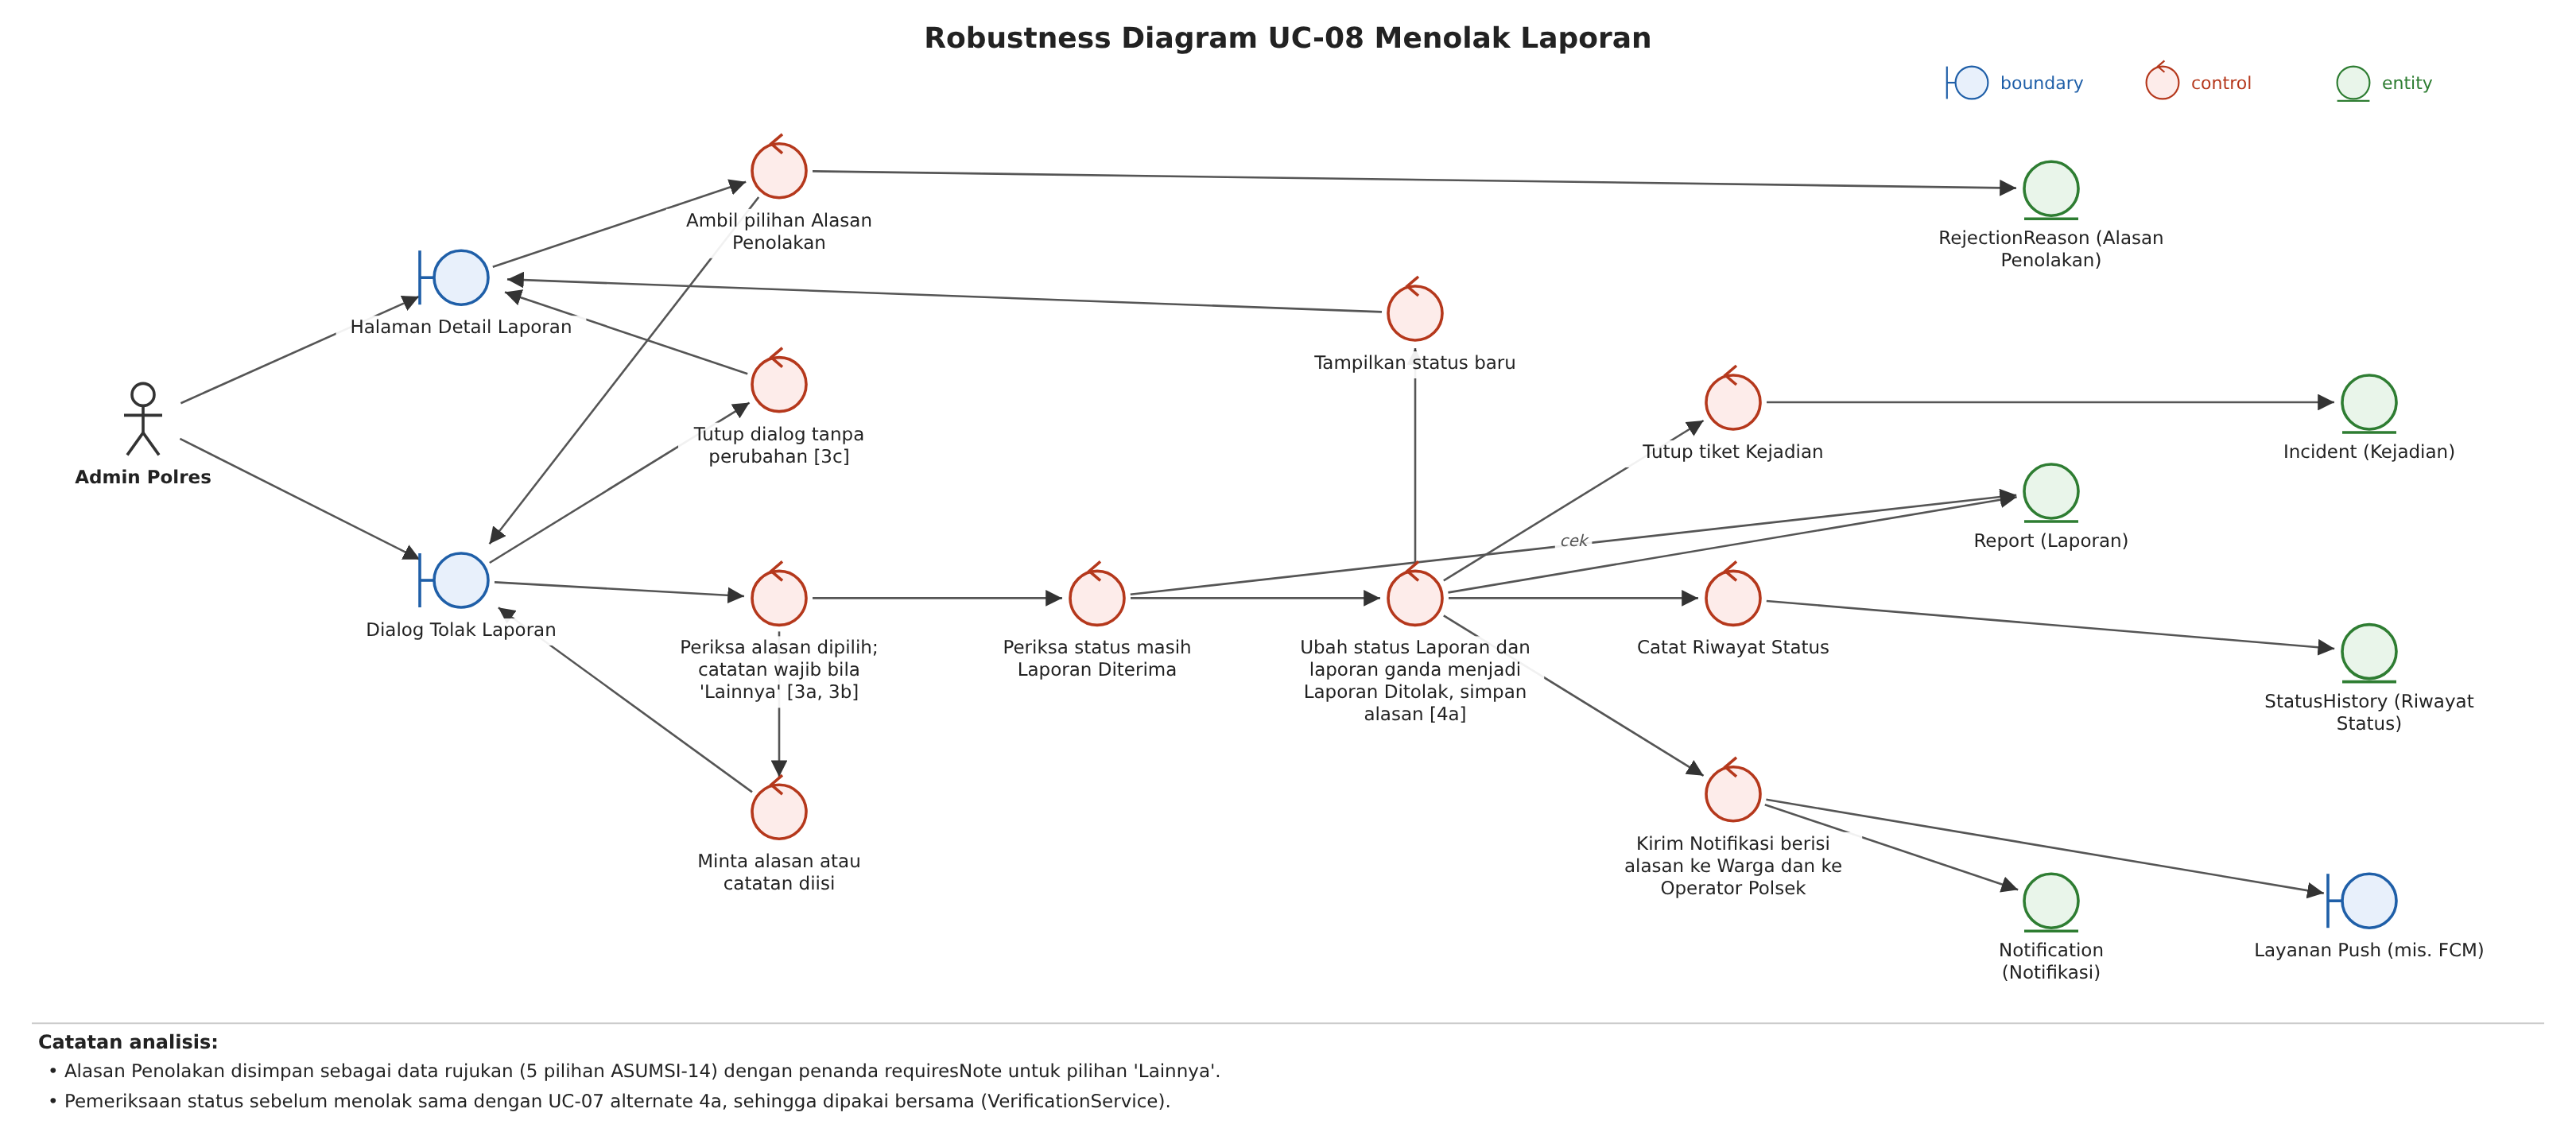 Robustness Diagram UC-08 Menolak Laporan
boundary
control
entity
Ambil pilihan Alasan
Penolakan
RejectionReason (Alasan
Penolakan)
Halaman Detail Laporan
Tampilkan status baru
Tutup dialog tanpa
perubahan [3c]
Tutup tiket Kejadian
Incident (Kejadian)
Admin Polres
cek
Report (Laporan)
Dialog Tolak Laporan
Periksa alasan dipilih;
catatan wajib bila
'Lainnya' [3a, 3b]
Periksa status masih
Laporan Diterima
Ubah status Laporan dan
laporan ganda menjadi
Laporan Ditolak, simpan
alasan [4a]
Catat Riwayat Status
StatusHistory (Riwayat
Status)
Minta alasan atau
catatan diisi
Kirim Notifikasi berisi
alasan ke Warga dan ke
Operator Polsek
Notification
(Notifikasi)
Layanan Push (mis. FCM)
Catatan analisis:
• Alasan Penolakan disimpan sebagai data rujukan (5 pilihan ASUMSI-14) dengan penanda requiresNote untuk pilihan 'Lainnya'.
• Pemeriksaan status sebelum menolak sama dengan UC-07 alternate 4a, sehingga dipakai bersama (VerificationService).